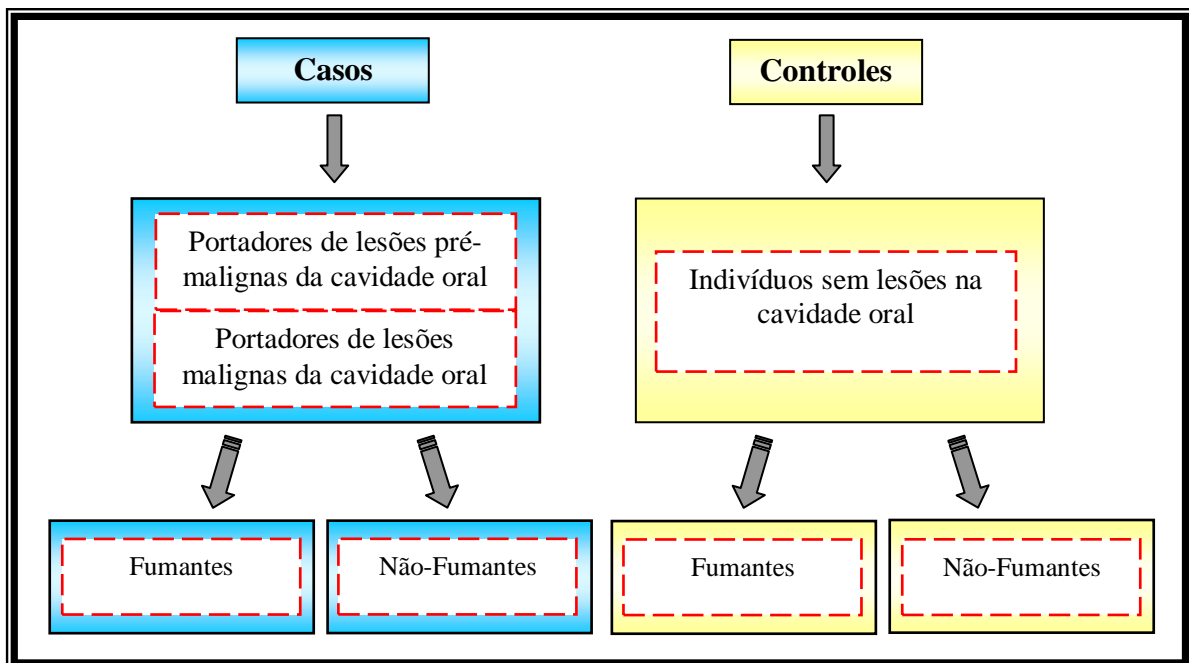 Casos
Controles
Portadores de lesões pré-
malignas da cavidade oral
Portadores de lesões
malignas da cavidade oral
Indivíduos sem lesões na
cavidade oral
Fumantes
Não-Fumantes
Fumantes
Não-Fumantes